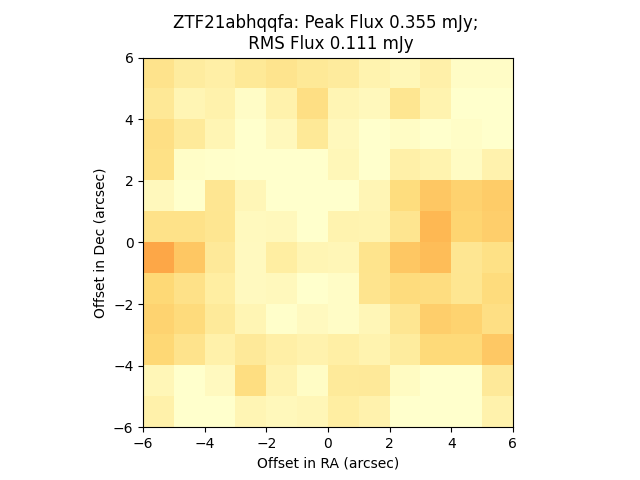 ZTF21abhqqfa: Peak Flux 0.355 mJy;
RMS Flux 0.111 mJy
6
4
2
0
−2
−4
−6
Offset in Dec (arcsec)
−6 −4 −2 0 2 4 6
Offset in RA (arcsec)